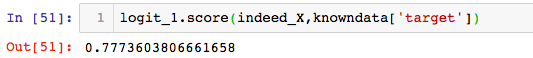 In [51]: 1 logit_1.score(indeed_X,knowndata['target'])
Out[51]: 0.7773603806661658